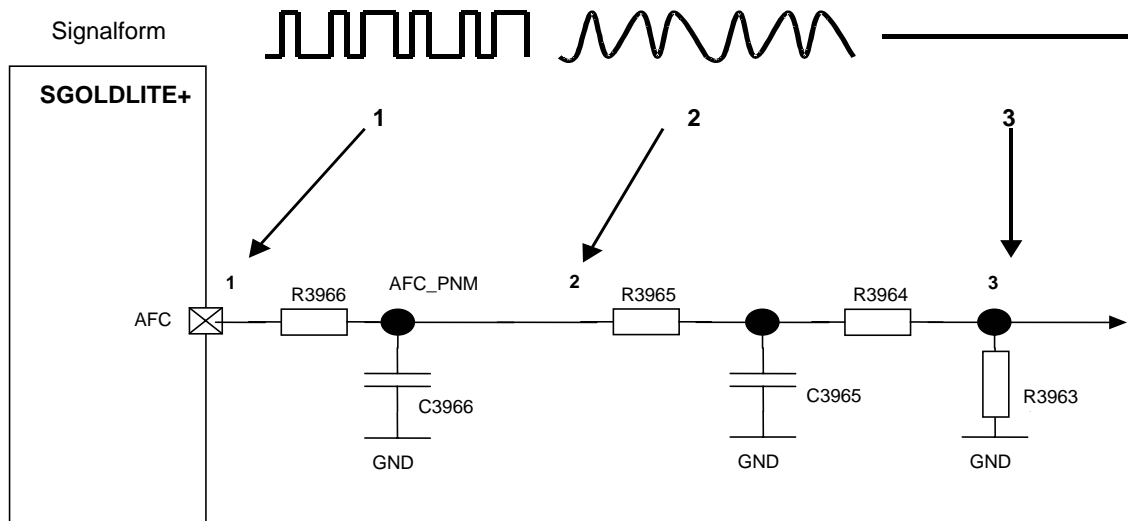 Signalform
SGOLDLITE+
1
2
3
1
AFC_PNM
2
3
R3966
R3965
R3964
AFC
C3966
C3965
R3963
GND
GND
GND